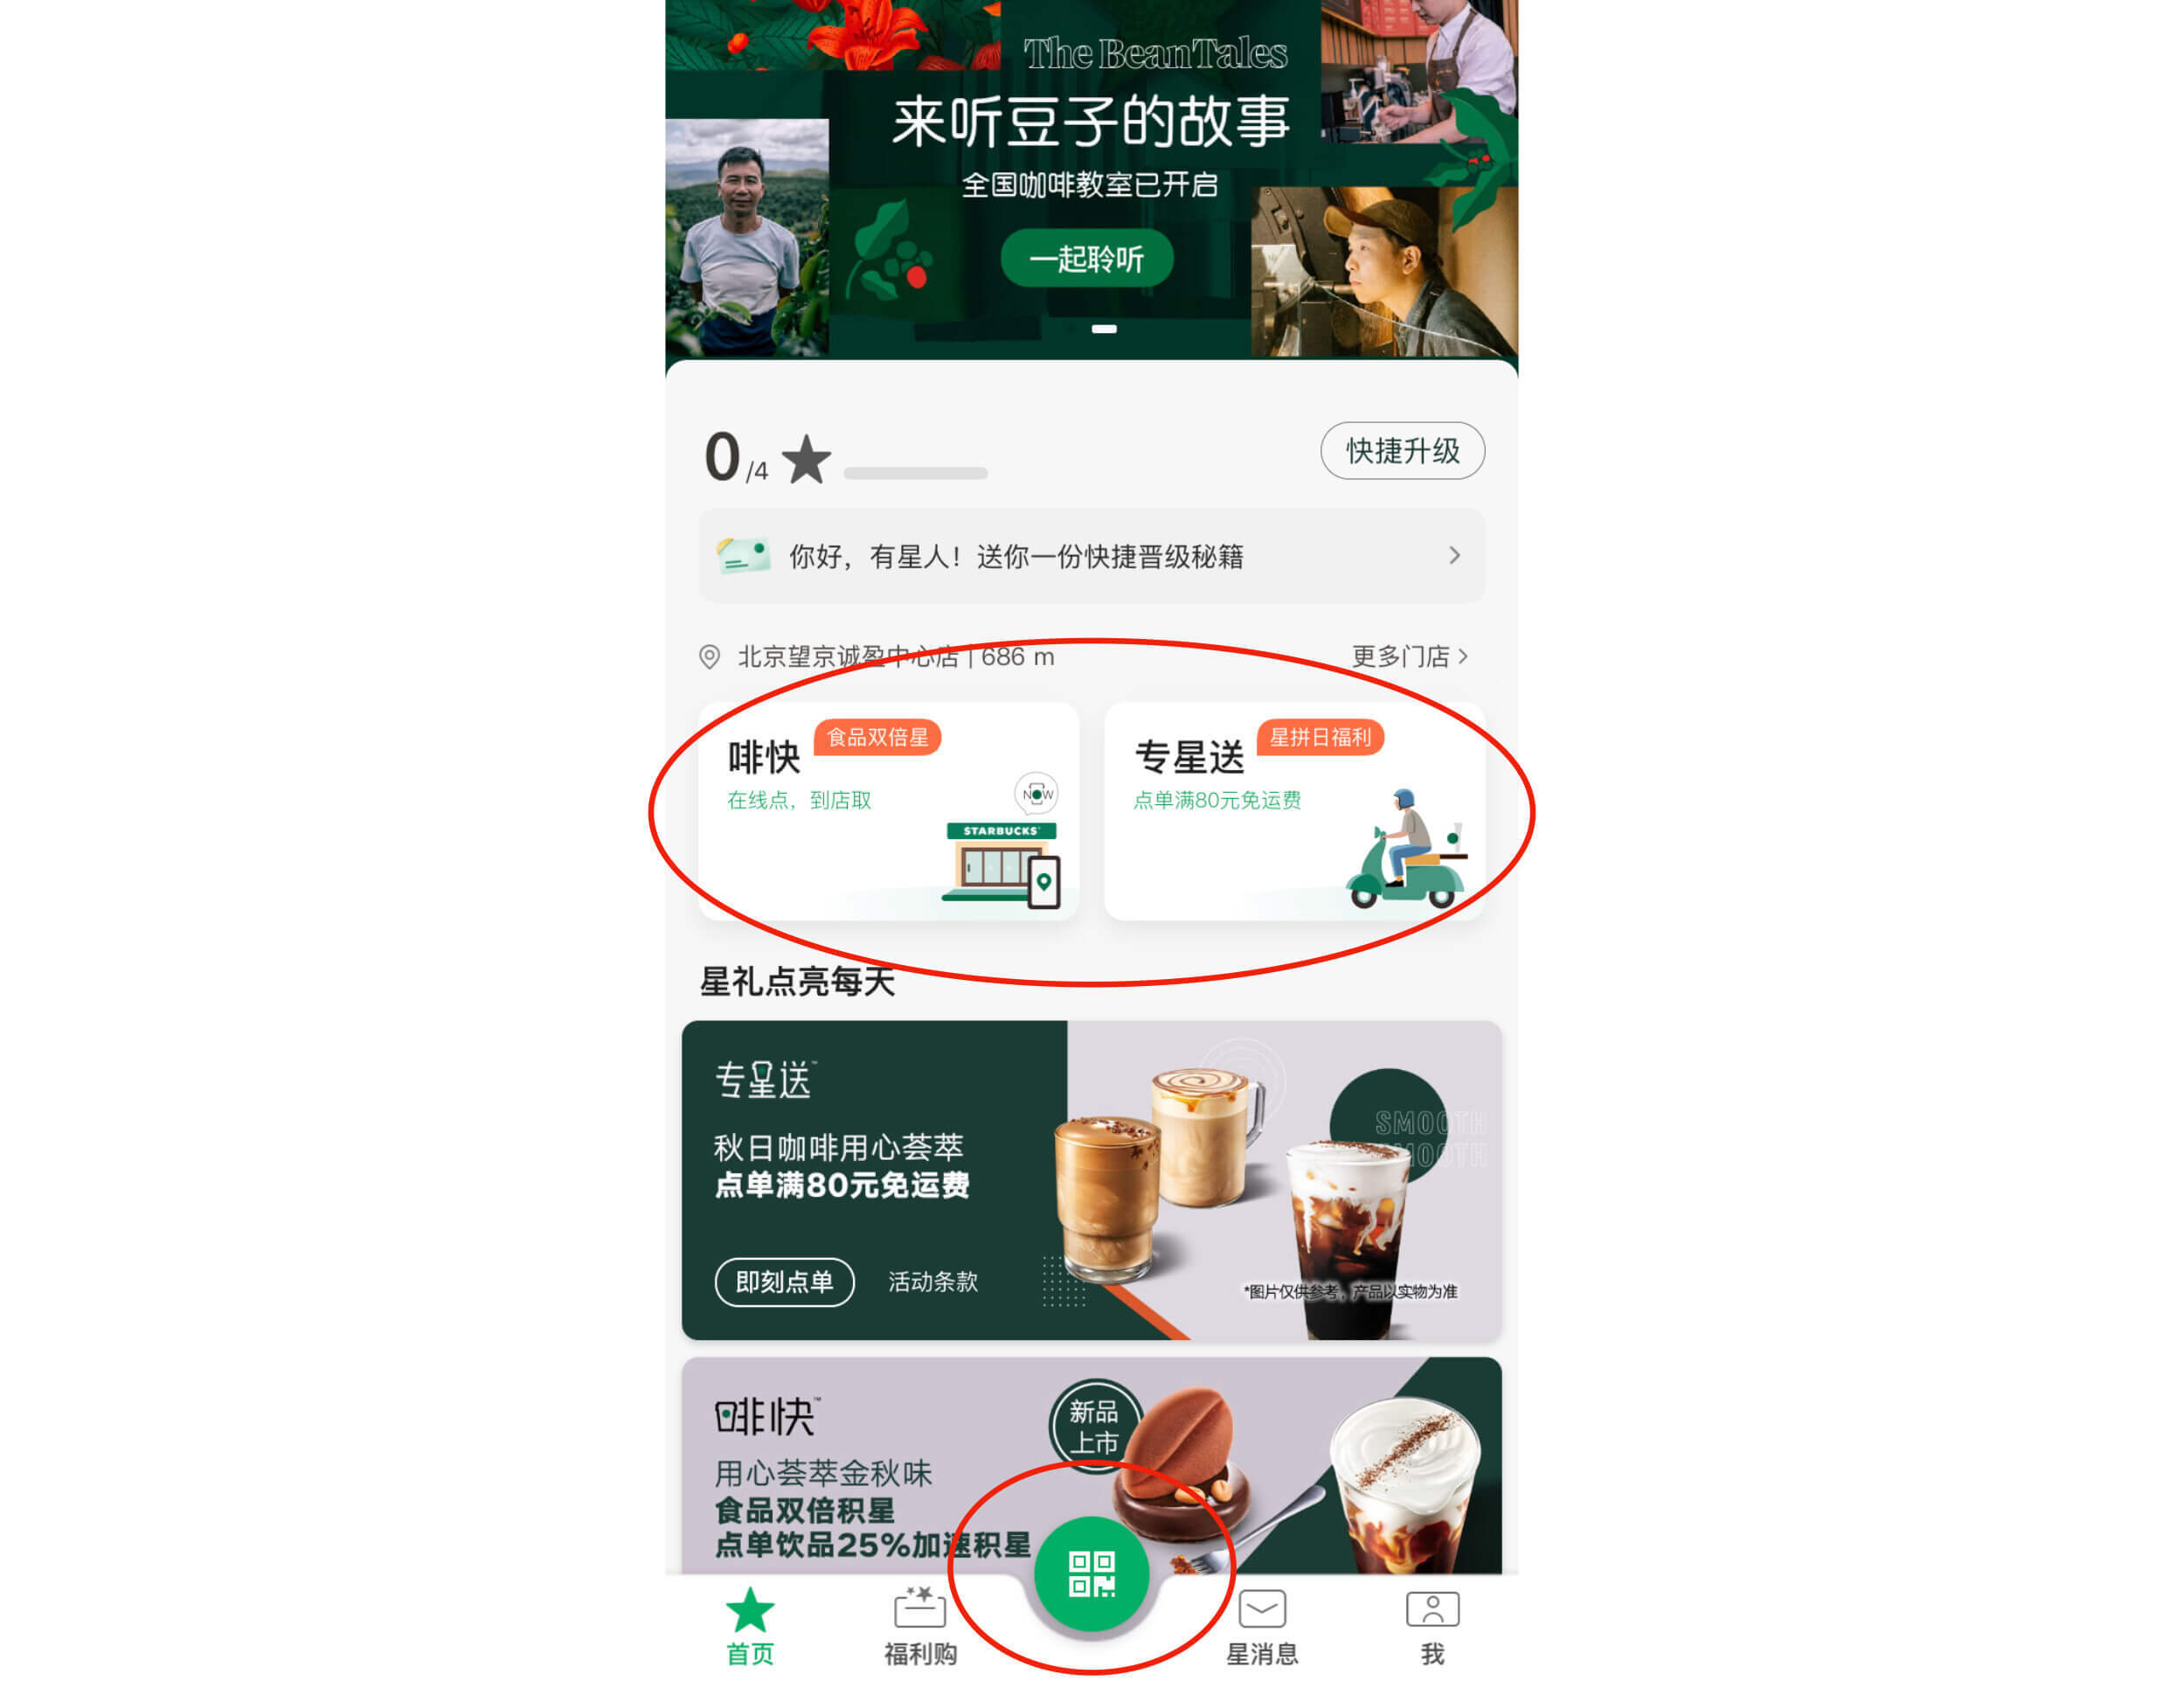 The Bean Tales
来听豆子的故事
全国咖啡教室已开启
一起聆听
0/4
快捷升级
你好，有星人！送你一份快捷晋级秘籍
北京望京诚盈中心店 | 686 m
更多门店
啡快
食品双倍星
在线点，到店取
NOW
STARBUCKS
专星送
星拼日福利
点单满80元免运费
星礼点亮每天
专星送™
秋日咖啡用心荟萃
点单满80元免运费
即刻点单
活动条款
SMOOTH
SMOOTH
*图片仅供参考，产品以实物为准
啡快™
用心荟萃金秋味
食品双倍积星
点单饮品25%加速积星
新品
上市
首页
福利购
星消息
我